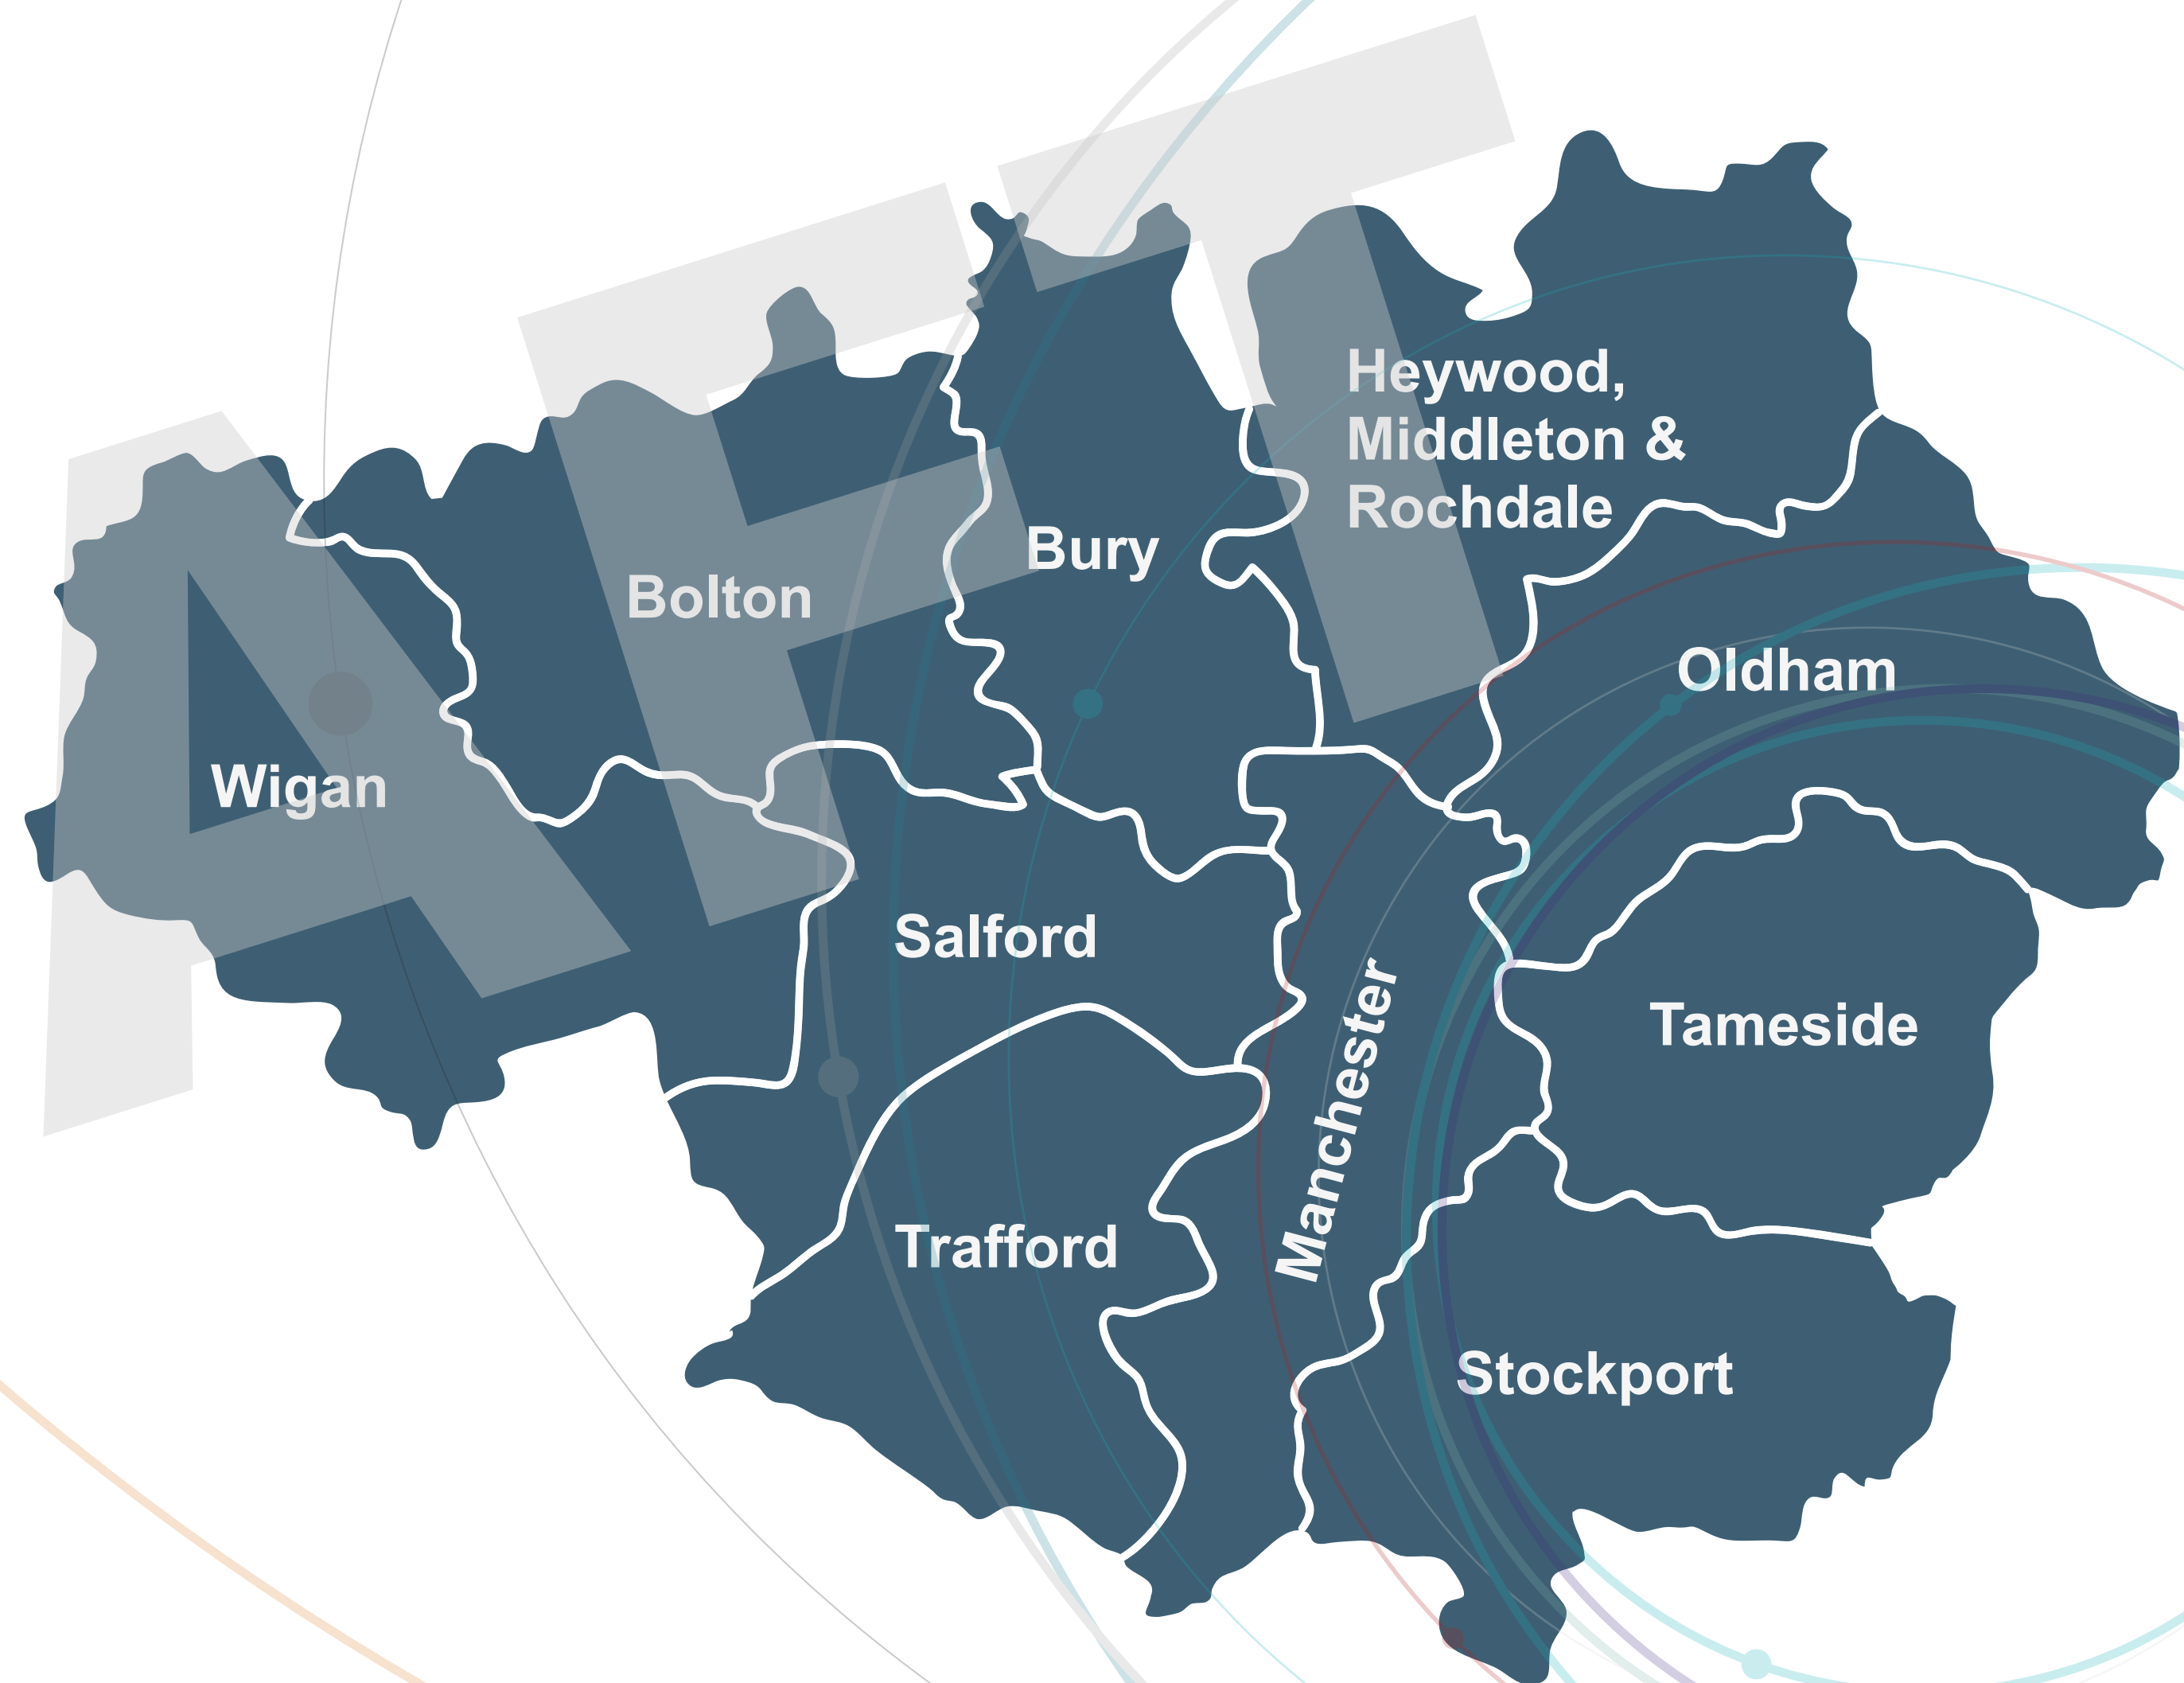 Heywood,
Middleton &
Rochdale
Bury
Bolton
Oldham
Wigan
Salford
Tameside
Manchester
Trafford
Stockport